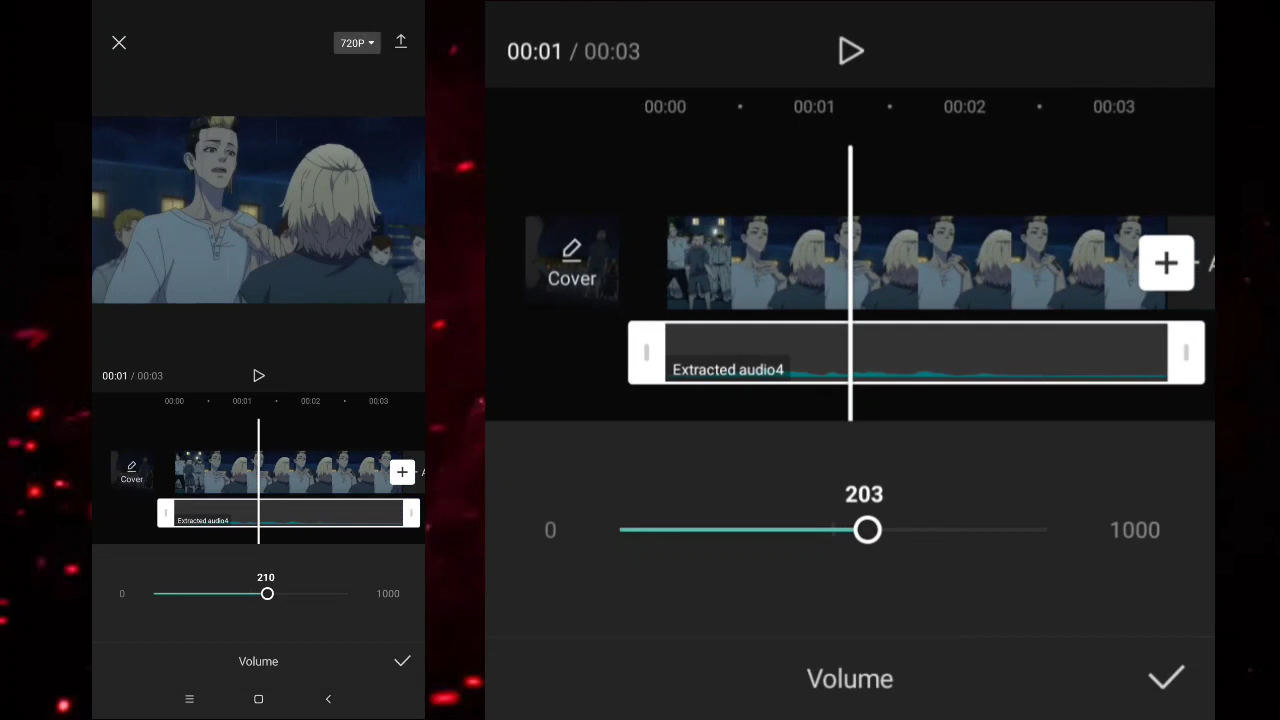 720P
00:01 / 00:03
00:00 00:01 00:02 00:03
Cover
Extracted audio4
210
0 1000
Volume
00:01 / 00:03
00:00 00:01 00:02 00:03
Cover
Extracted audio4
203
0 1000
Volume